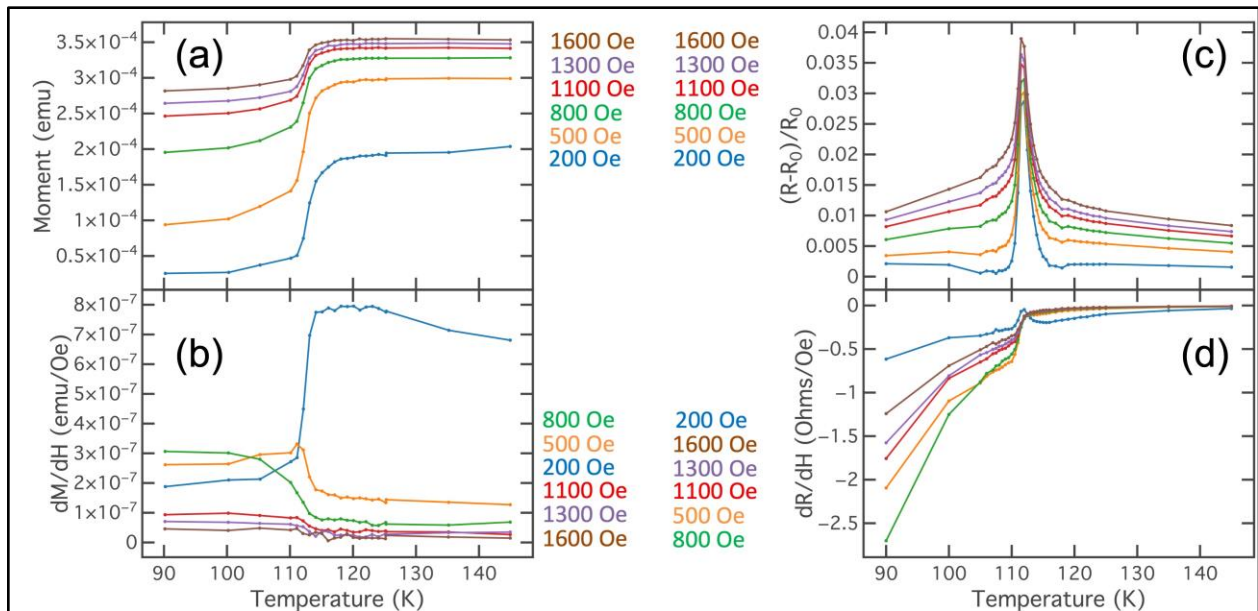 (a)
Moment (emu)
3.5×10⁻⁴
3×10⁻⁴
2.5×10⁻⁴
2×10⁻⁴
1.5×10⁻⁴
1×10⁻⁴
0.5×10⁻⁴
1600 Oe
1300 Oe
1100 Oe
800 Oe
500 Oe
200 Oe
(b)
dM/dH (emu/Oe)
8×10⁻⁷
7×10⁻⁷
6×10⁻⁷
5×10⁻⁷
4×10⁻⁷
3×10⁻⁷
2×10⁻⁷
1×10⁻⁷
0
90 100 110 120 130 140
Temperature (K)
800 Oe
500 Oe
200 Oe
1100 Oe
1300 Oe
1600 Oe
1600 Oe
1300 Oe
1100 Oe
800 Oe
500 Oe
200 Oe
(c)
(R-R₀)/R₀
0.04
0.035
0.03
0.025
0.02
0.015
0.01
0.005
0
200 Oe
1600 Oe
1300 Oe
1100 Oe
500 Oe
800 Oe
(d)
dR/dH (Ohms/Oe)
0
−0.5
−1
−1.5
−2
−2.5
90 100 110 120 130 140
Temperature (K)